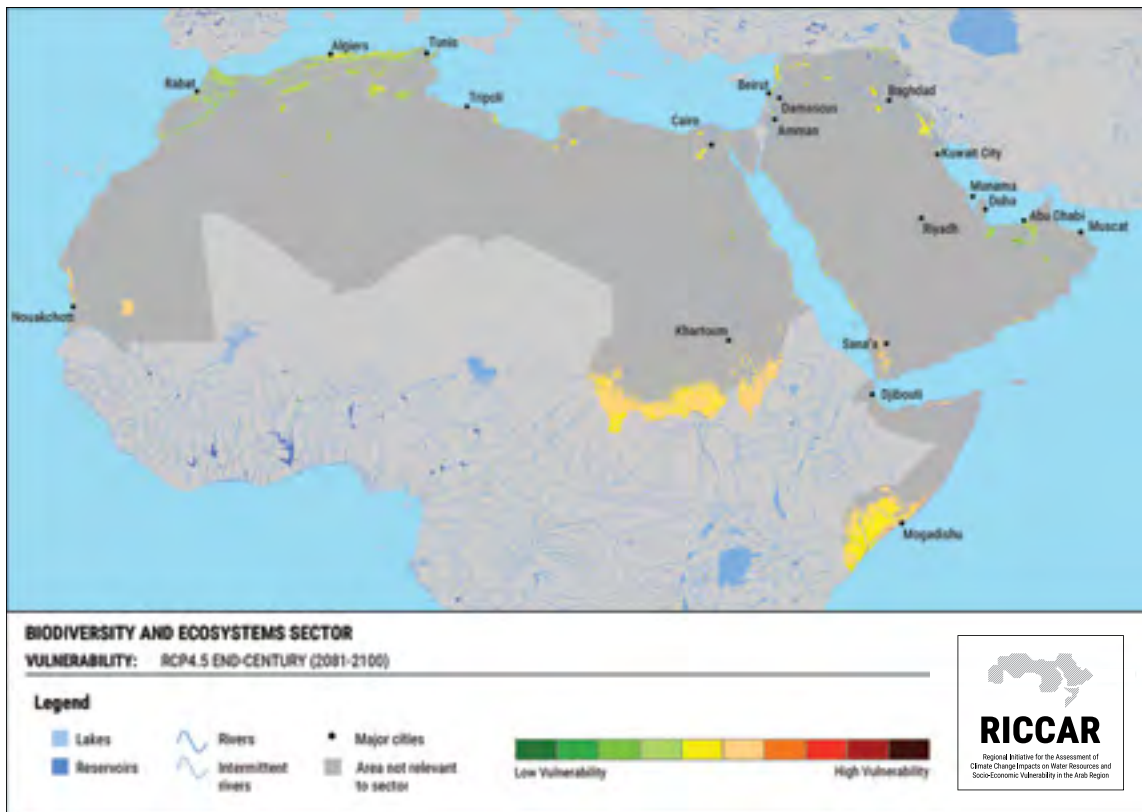 Algiers
Tunis
Rabat
Tripoli
Beirut
Damascus
Amman
Baghdad
Cairo
Kuwait City
Manama
Doha
Abu Dhabi
Muscat
Riyadh
Nouakchott
Khartoum
Sana'a
Djibouti
Mogadishu
BIODIVERSITY AND ECOSYSTEMS SECTOR
VULNERABILITY: RCP4.5 END-CENTURY (2081-2100)
Legend
Lakes
Reservoirs
Rivers
Intermittent
rivers
Major cities
Area not relevant
to sector
Low Vulnerability
High Vulnerability
RICCAR
Regional Initiative for the Assessment of
Climate Change Impacts on Water Resources and
Socio-Economic Vulnerability in the Arab Region